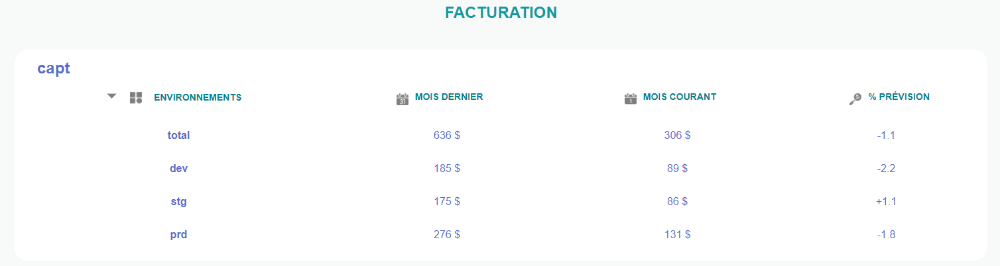 FACTURATION
capt
ENVIRONNEMENTS MOIS DERNIER MOIS COURANT % PRÉVISION
total 636 $ 306 $ -1.1
dev 185 $ 89 $ -2.2
stg 175 $ 86 $ +1.1
prd 276 $ 131 $ -1.8